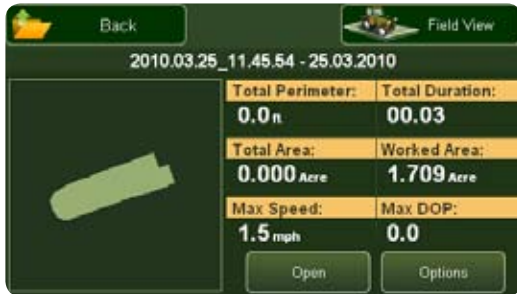 Back Field View
2010.03.25_11.45.54 - 25.03.2010
Total Perimeter: Total Duration:
0.0ft 00.03
Total Area: Worked Area:
0.000 Acre 1.709 Acre
Max Speed: Max DOP:
1.5 mph 0.0
Open Options